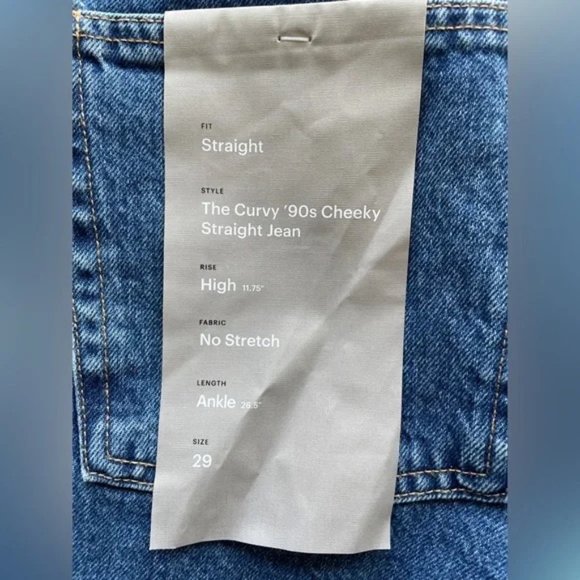 FIT
Straight
STYLE
The Curvy '90s Cheeky
Straight Jean
RISE
High 11.75"
FABRIC
No Stretch
LENGTH
Ankle 26.5"
SIZE
29